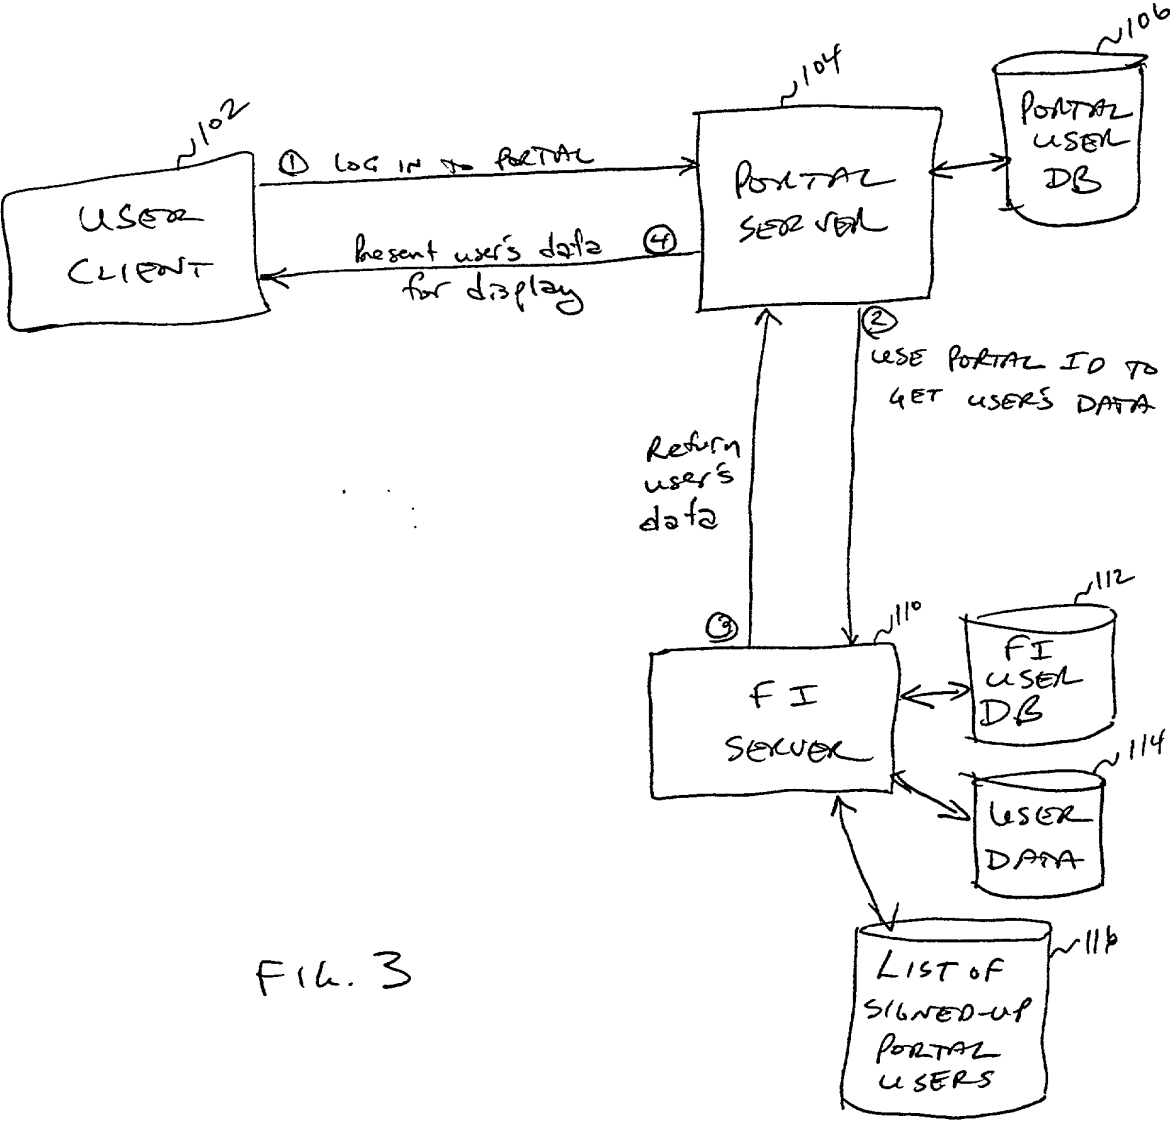 106
104
102
PORTAL
USER
DB
① LOG IN TO PORTAL
PORTAL
SERVER
USER
CLIENT
Present user's data ④
for display
②
USE PORTAL ID TO
GET USER'S DATA
Return
user's
data
③
110
112
FI
USER
DB
FI
SERVER
114
USER
DATA
116
LIST OF
SIGNED-UP
PORTAL
USERS
FIG. 3